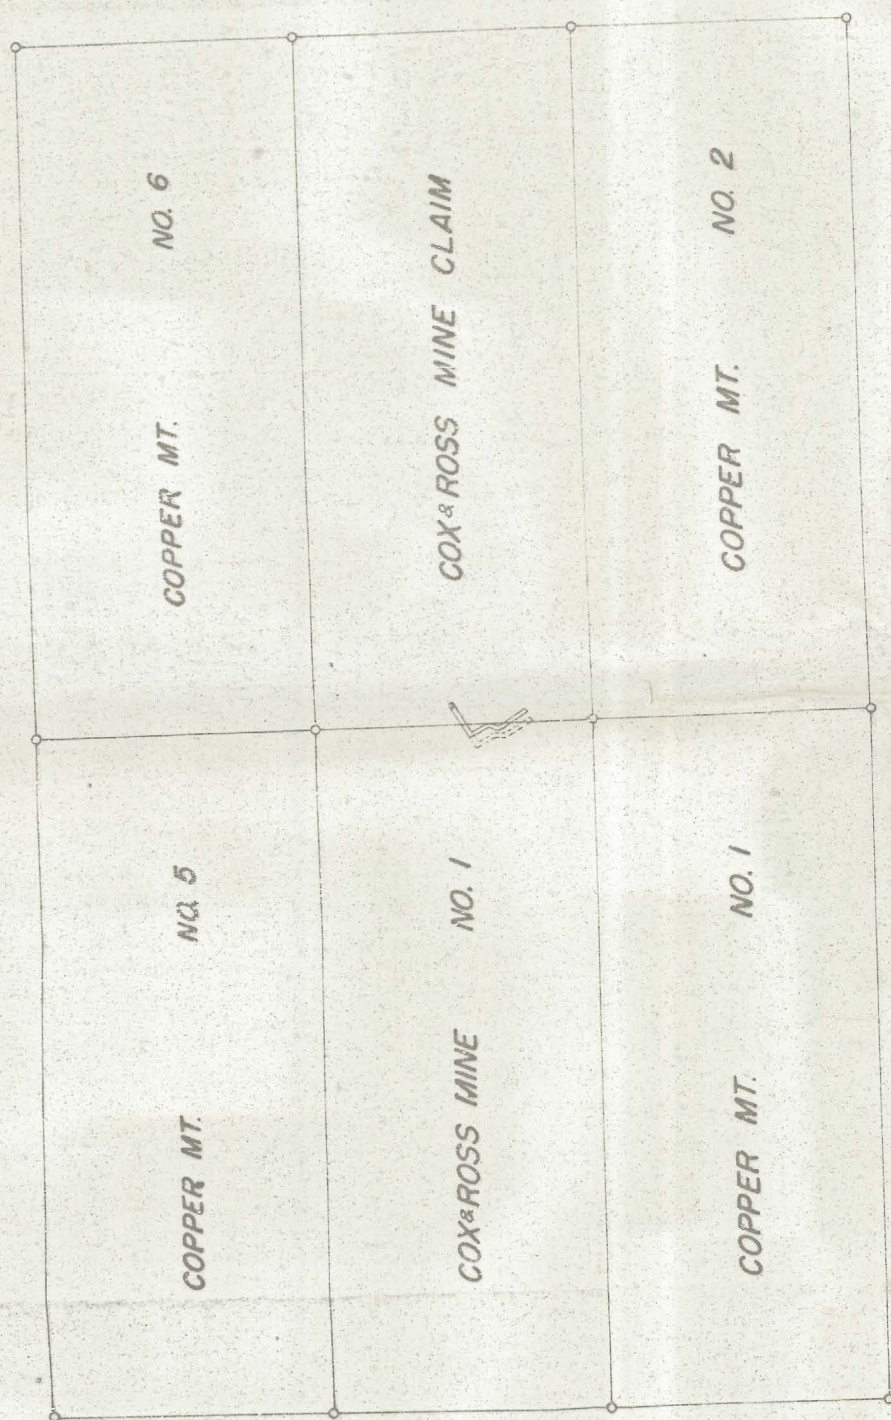 COPPER MT. NO. 6
COX & ROSS MINE CLAIM
COPPER MT. NO. 2
COPPER MT. NO. 5
COX & ROSS MINE NO. 1
COPPER MT. NO. 1